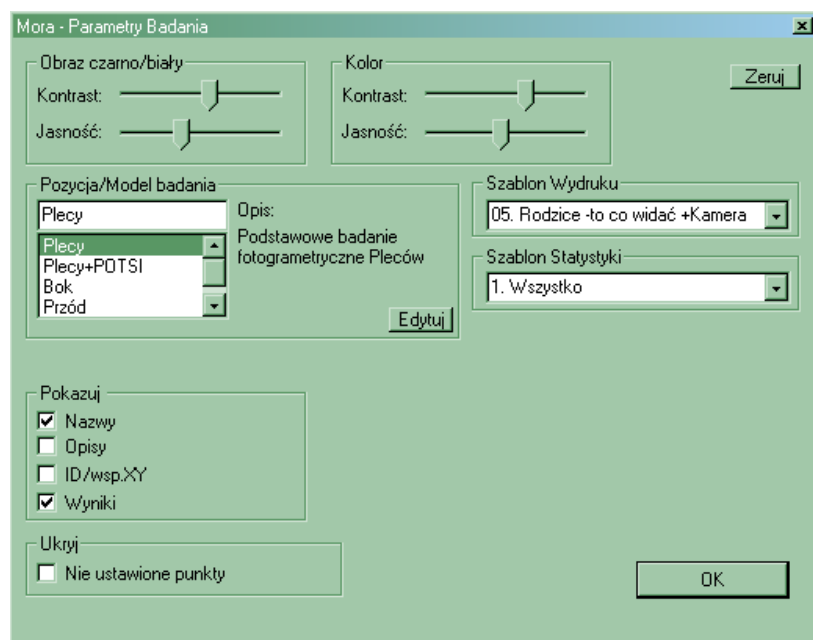 Mora - Parametry Badania
Obraz czarno/biały
Kontrast:
Jasność:
Kolor
Kontrast:
Jasność:
Zeruj
Pozycja/Model badania
Plecy
Plecy
Plecy+POTSI
Bok
Przód
Opis:
Podstawowe badanie
fotogrametryczne Pleców
Edytuj
Szablon Wydruku
05. Rodzice -to co widać +Kamera
Szablon Statystyki
1. Wszystko
Pokazuj
Nazwy
Opisy
ID/wsp.XY
Wyniki
Ukryj
Nie ustawione punkty
OK